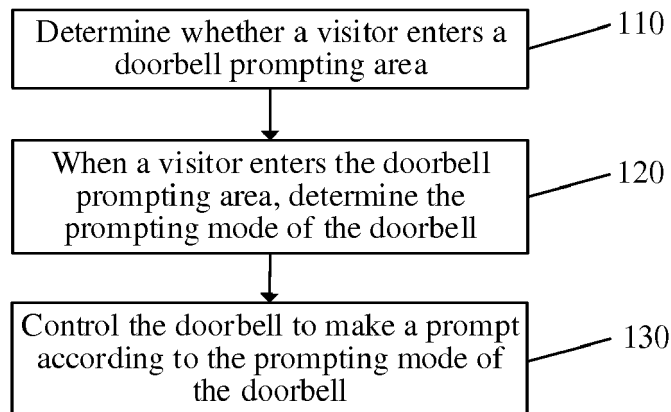 Determine whether a visitor enters a
doorbell prompting area
110
When a visitor enters the doorbell
prompting area, determine the
prompting mode of the doorbell
120
Control the doorbell to make a prompt
according to the prompting mode of
the doorbell
130